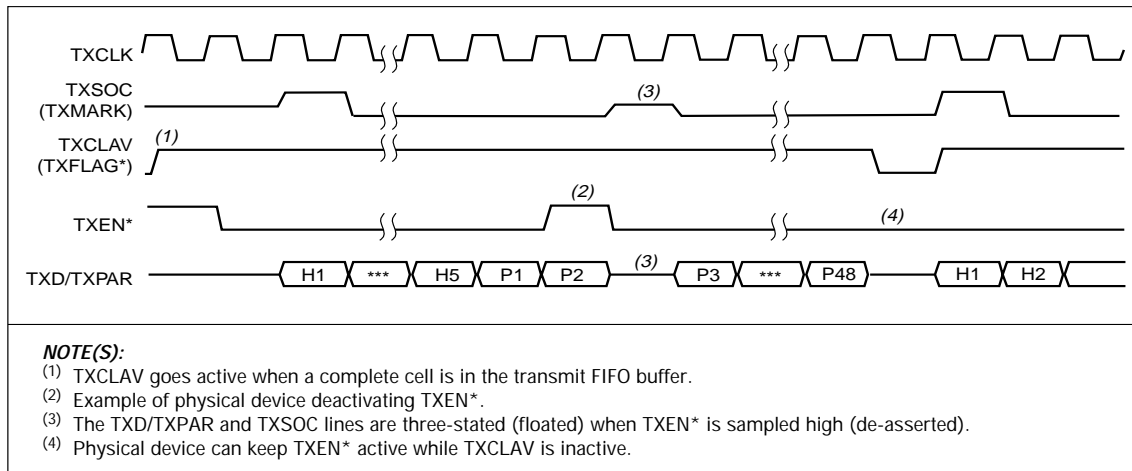 TXCLK
TXSOC
(TXMARK)
(3)
TXCLAV
(TXFLAG*)
(1)
TXEN*
(2)
(4)
TXD/TXPAR
H1 *** H5 P1 P2 (3) P3 *** P48 H1 H2
NOTE(S):
(1) TXCLAV goes active when a complete cell is in the transmit FIFO buffer.
(2) Example of physical device deactivating TXEN*.
(3) The TXD/TXPAR and TXSOC lines are three-stated (floated) when TXEN* is sampled high (de-asserted).
(4) Physical device can keep TXEN* active while TXCLAV is inactive.